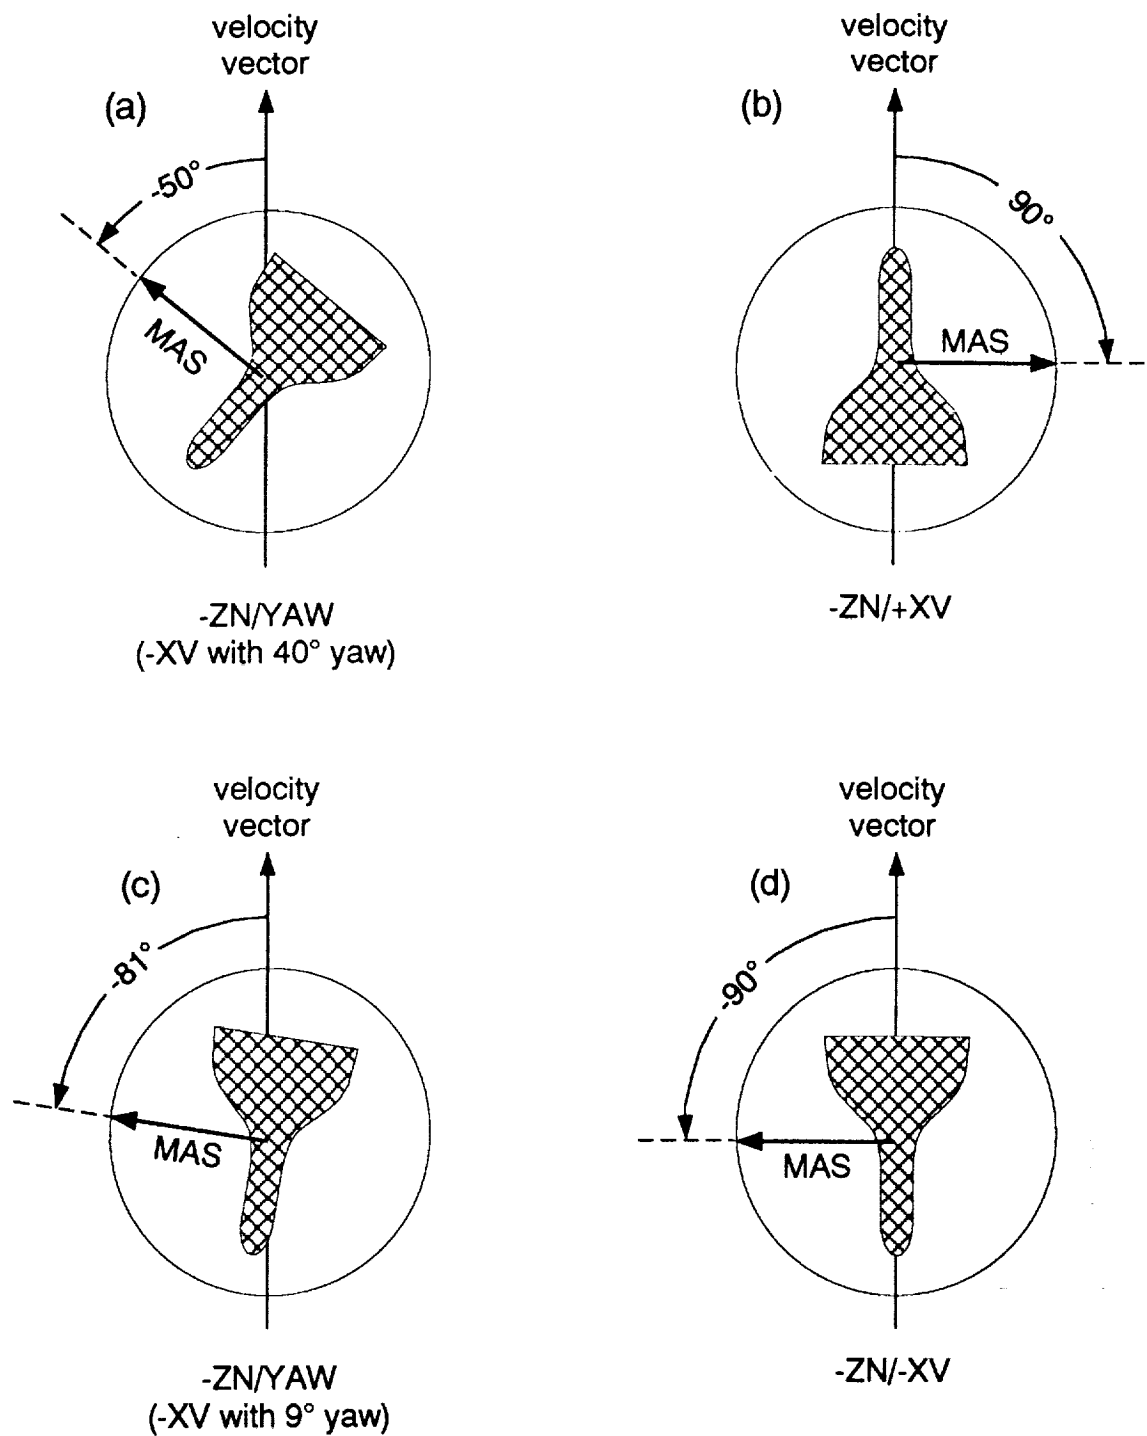 velocity
vector
(a)
-50°
MAS
-ZN/YAW
(-XV with 40° yaw)
velocity
vector
(b)
90°
MAS
-ZN/+XV
velocity
vector
(c)
-81°
MAS
-ZN/YAW
(-XV with 9° yaw)
velocity
vector
(d)
-90°
MAS
-ZN/-XV